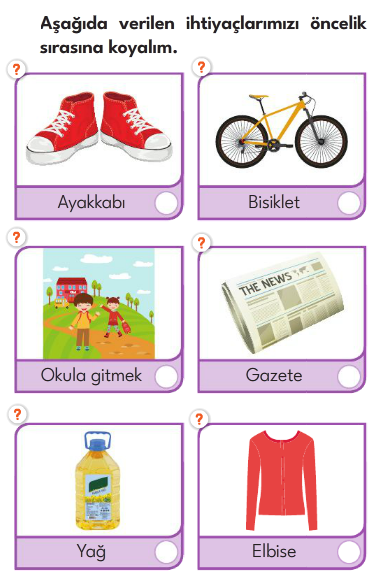 Aşağıda verilen ihtiyaçlarımızı öncelik
sırasına koyalım.
?
?
Ayakkabı
Bisiklet
?
?
THE NEWS
Okula gitmek
Gazete
?
?
Yağ
Elbise